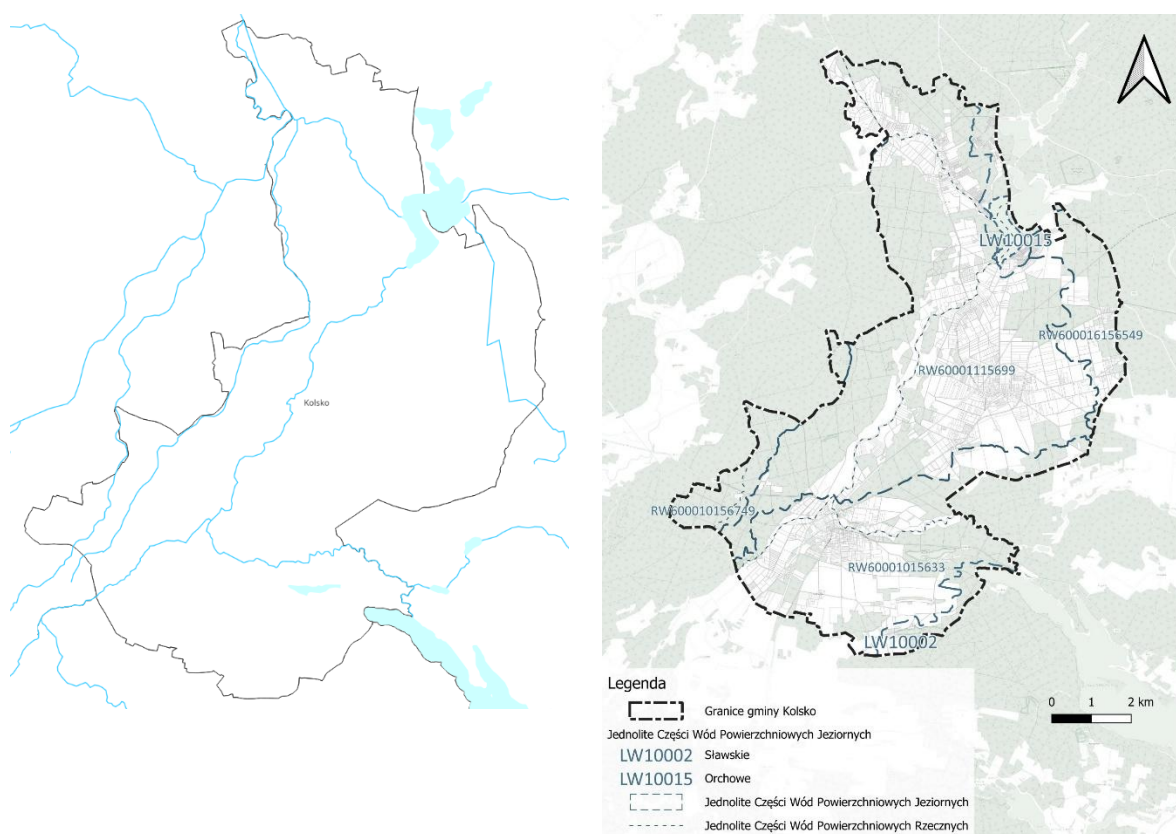 Kolsko
LW10015
RW600016156549
RW60001115699
RW600010156749
RW60001015633
LW10002
Legenda
Granice gminy Kolsko
Jednolite Części Wód Powierzchniowych Jeziornych
LW10002 Sławskie
LW10015 Orchowe
Jednolite Części Wód Powierzchniowych Jeziornych
Jednolite Części Wód Powierzchniowych Rzecznych
0 1 2 km